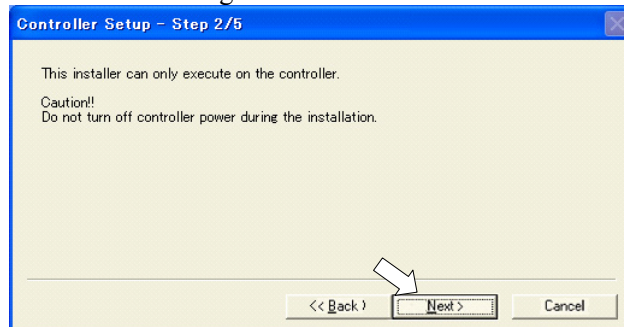 Controller Setup - Step 2/5
This installer can only execute on the controller.
Caution!!
Do not turn off controller power during the installation.
<< Back >
Next >
Cancel